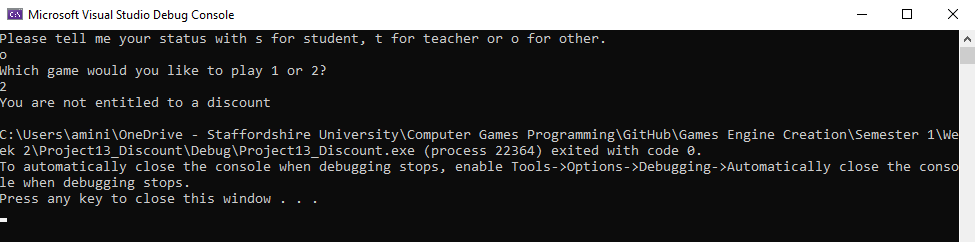 Microsoft Visual Studio Debug Console
Please tell me your status with s for student, t for teacher or o for other.
o
Which game would you like to play 1 or 2?
2
You are not entitled to a discount
C:\Users\amini\OneDrive - Staffordshire University\Computer Games Programming\GitHub\Games Engine Creation\Semester 1\We
ek 2\Project13_Discount\Debug\Project13_Discount.exe (process 22364) exited with code 0.
To automatically close the console when debugging stops, enable Tools->Options->Debugging->Automatically close the conso
le when debugging stops.
Press any key to close this window . . .